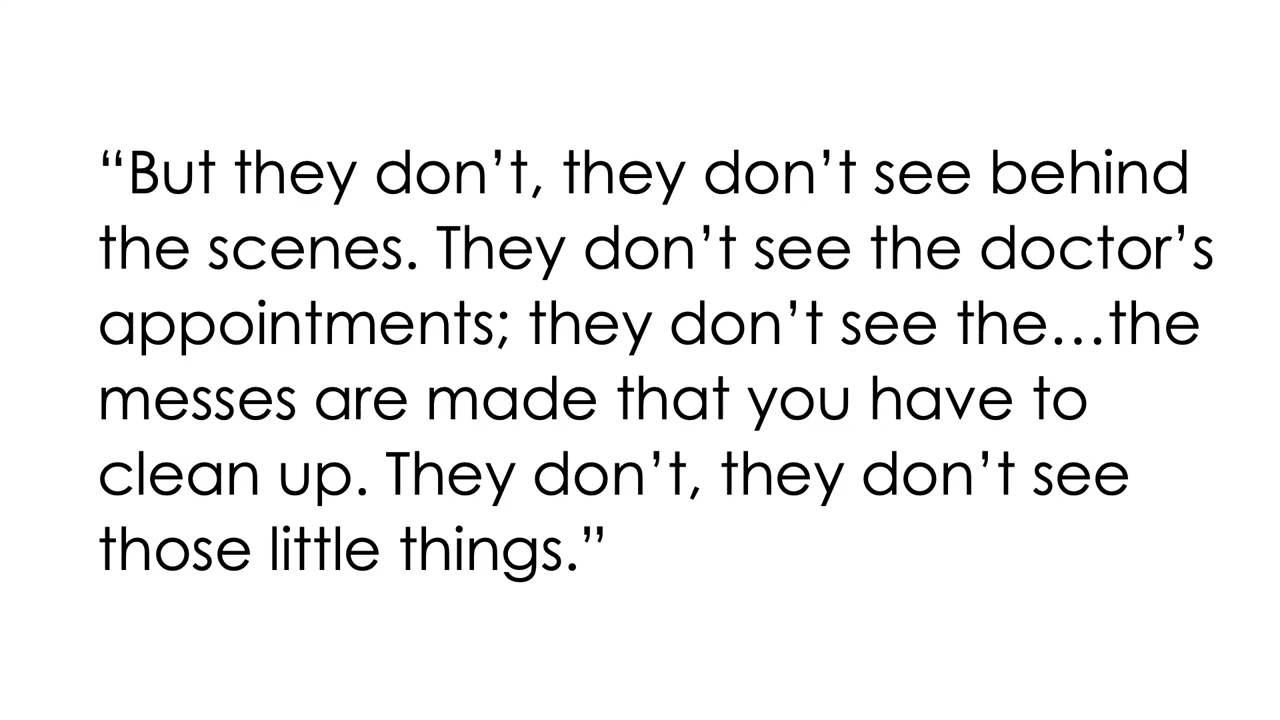 “But they don’t, they don’t see behind
the scenes. They don’t see the doctor’s
appointments; they don’t see the…the
messes are made that you have to
clean up. They don’t, they don’t see
those little things.”